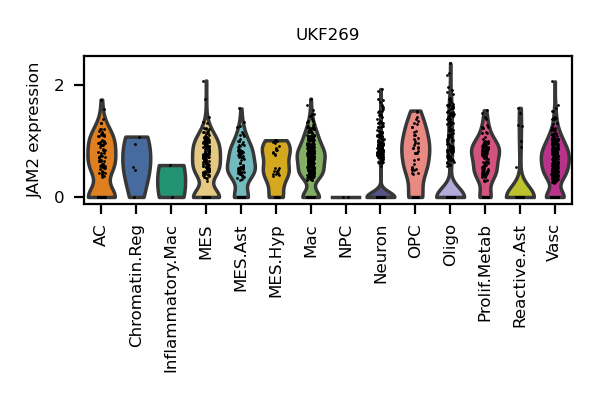 UKF269
JAM2 expression
2
0
AC
Chromatin.Reg
Inflammatory.Mac
MES
MES.Ast
MES.Hyp
Mac
NPC
Neuron
OPC
Oligo
Prolif.Metab
Reactive.Ast
Vasc